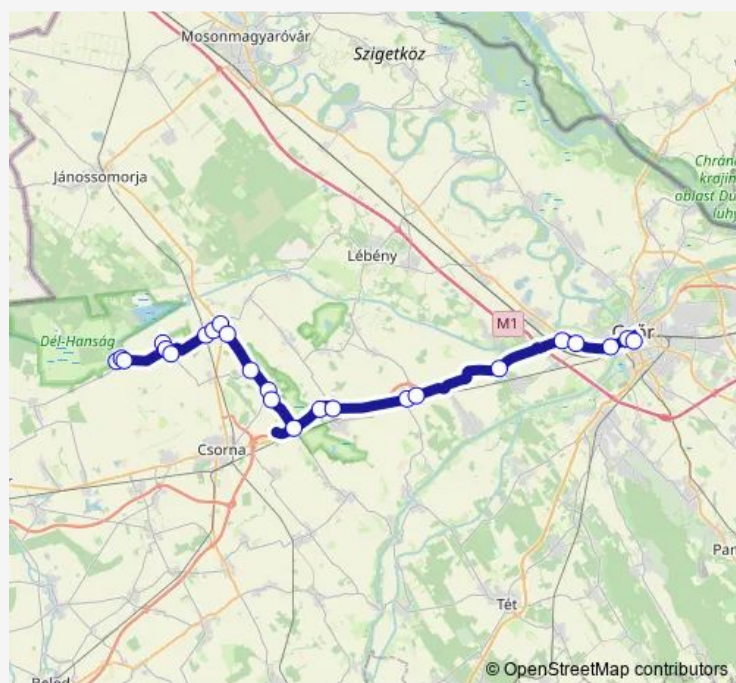 Mosonmagyaróvár
Szigetköz
Jánossomorja
Lébény
M1
Dél-Hanság
Csorna
Tét
© OpenStreetMap contributors